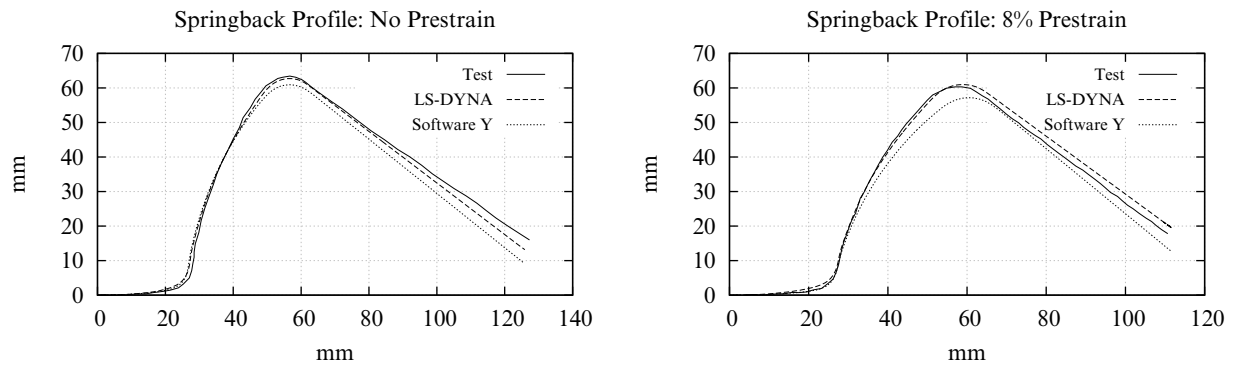 Springback Profile: No Prestrain
70
60
50
40
30
20
10
0
mm
Test
LS-DYNA
Software Y
0 20 40 60 80 100 120 140
mm
Springback Profile: 8% Prestrain
70
60
50
40
30
20
10
0
mm
Test
LS-DYNA
Software Y
0 20 40 60 80 100 120
mm